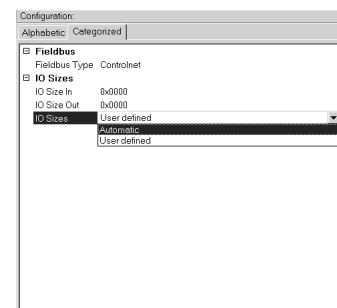 Configuration:
Alphabetic Categorized
Fieldbus
Fieldbus Type Controlnet
IO Sizes
IO Size In 0x0000
IO Size Out 0x0000
IO Sizes User defined
Automatic
User defined